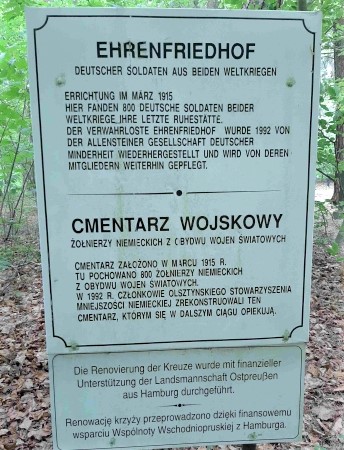 EHRENFRIEDHOF
DEUTSCHER SOLDATEN AUS BEIDEN WELTKRIEGEN
ERRICHTUNG IM MÄRZ 1915
HIER FANDEN 800 DEUTSCHE SOLDATEN BEIDER
WELTKRIEGE IHRE LETZTE RUHESTÄTTE.
DER VERWAHRLOSTE EHRENFRIEDHOF WURDE 1992 VON
DER ALLENSTEINER GESELLSCHAFT DEUTSCHER
MINDERHEIT WIEDERHERGESTELLT UND WIRD VON DEREN
MITGLIEDERN WEITERHIN GEPFLEGT.
CMENTARZ WOJSKOWY
ŻOŁNIERZY NIEMIECKICH Z OBYDWU WOJEN ŚWIATOWYCH
CMENTARZ ZAŁOŻONO W MARCU 1915 R.
TU POCHOWANO 800 ŻOŁNIERZY NIEMIECKICH
Z OBYDWU WOJEN ŚWIATOWYCH.
W 1992 R. CZŁONKOWIE OLSZTYŃSKIEGO STOWARZYSZENIA
MNIEJSZOŚCI NIEMIECKIEJ ZREKONSTRUOWALI TEN
CMENTARZ, KTÓRYM SIĘ W DALSZYM CIĄGU OPIEKUJĄ.
Die Renovierung der Kreuze wurde mit finanzieller
Unterstützung der Landsmannschaft Ostpreußen
aus Hamburg durchgeführt.
Renowację krzyży przeprowadzono dzięki finansowemu
wsparciu Wspólnoty Wschodniopruskiej z Hamburga.